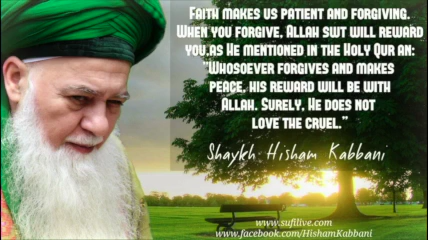 Faith makes us patient and forgiving.
When you forgive, Allah swt will reward
you,as He mentioned in the Holy Qur an:
"Whosoever forgives and makes
peace, his reward will be with
Allah. Surely, He does not
love the cruel."
Shaykh Hisham Kabbani
www.sufilive.com
www.facebook.com/HishamKabbani